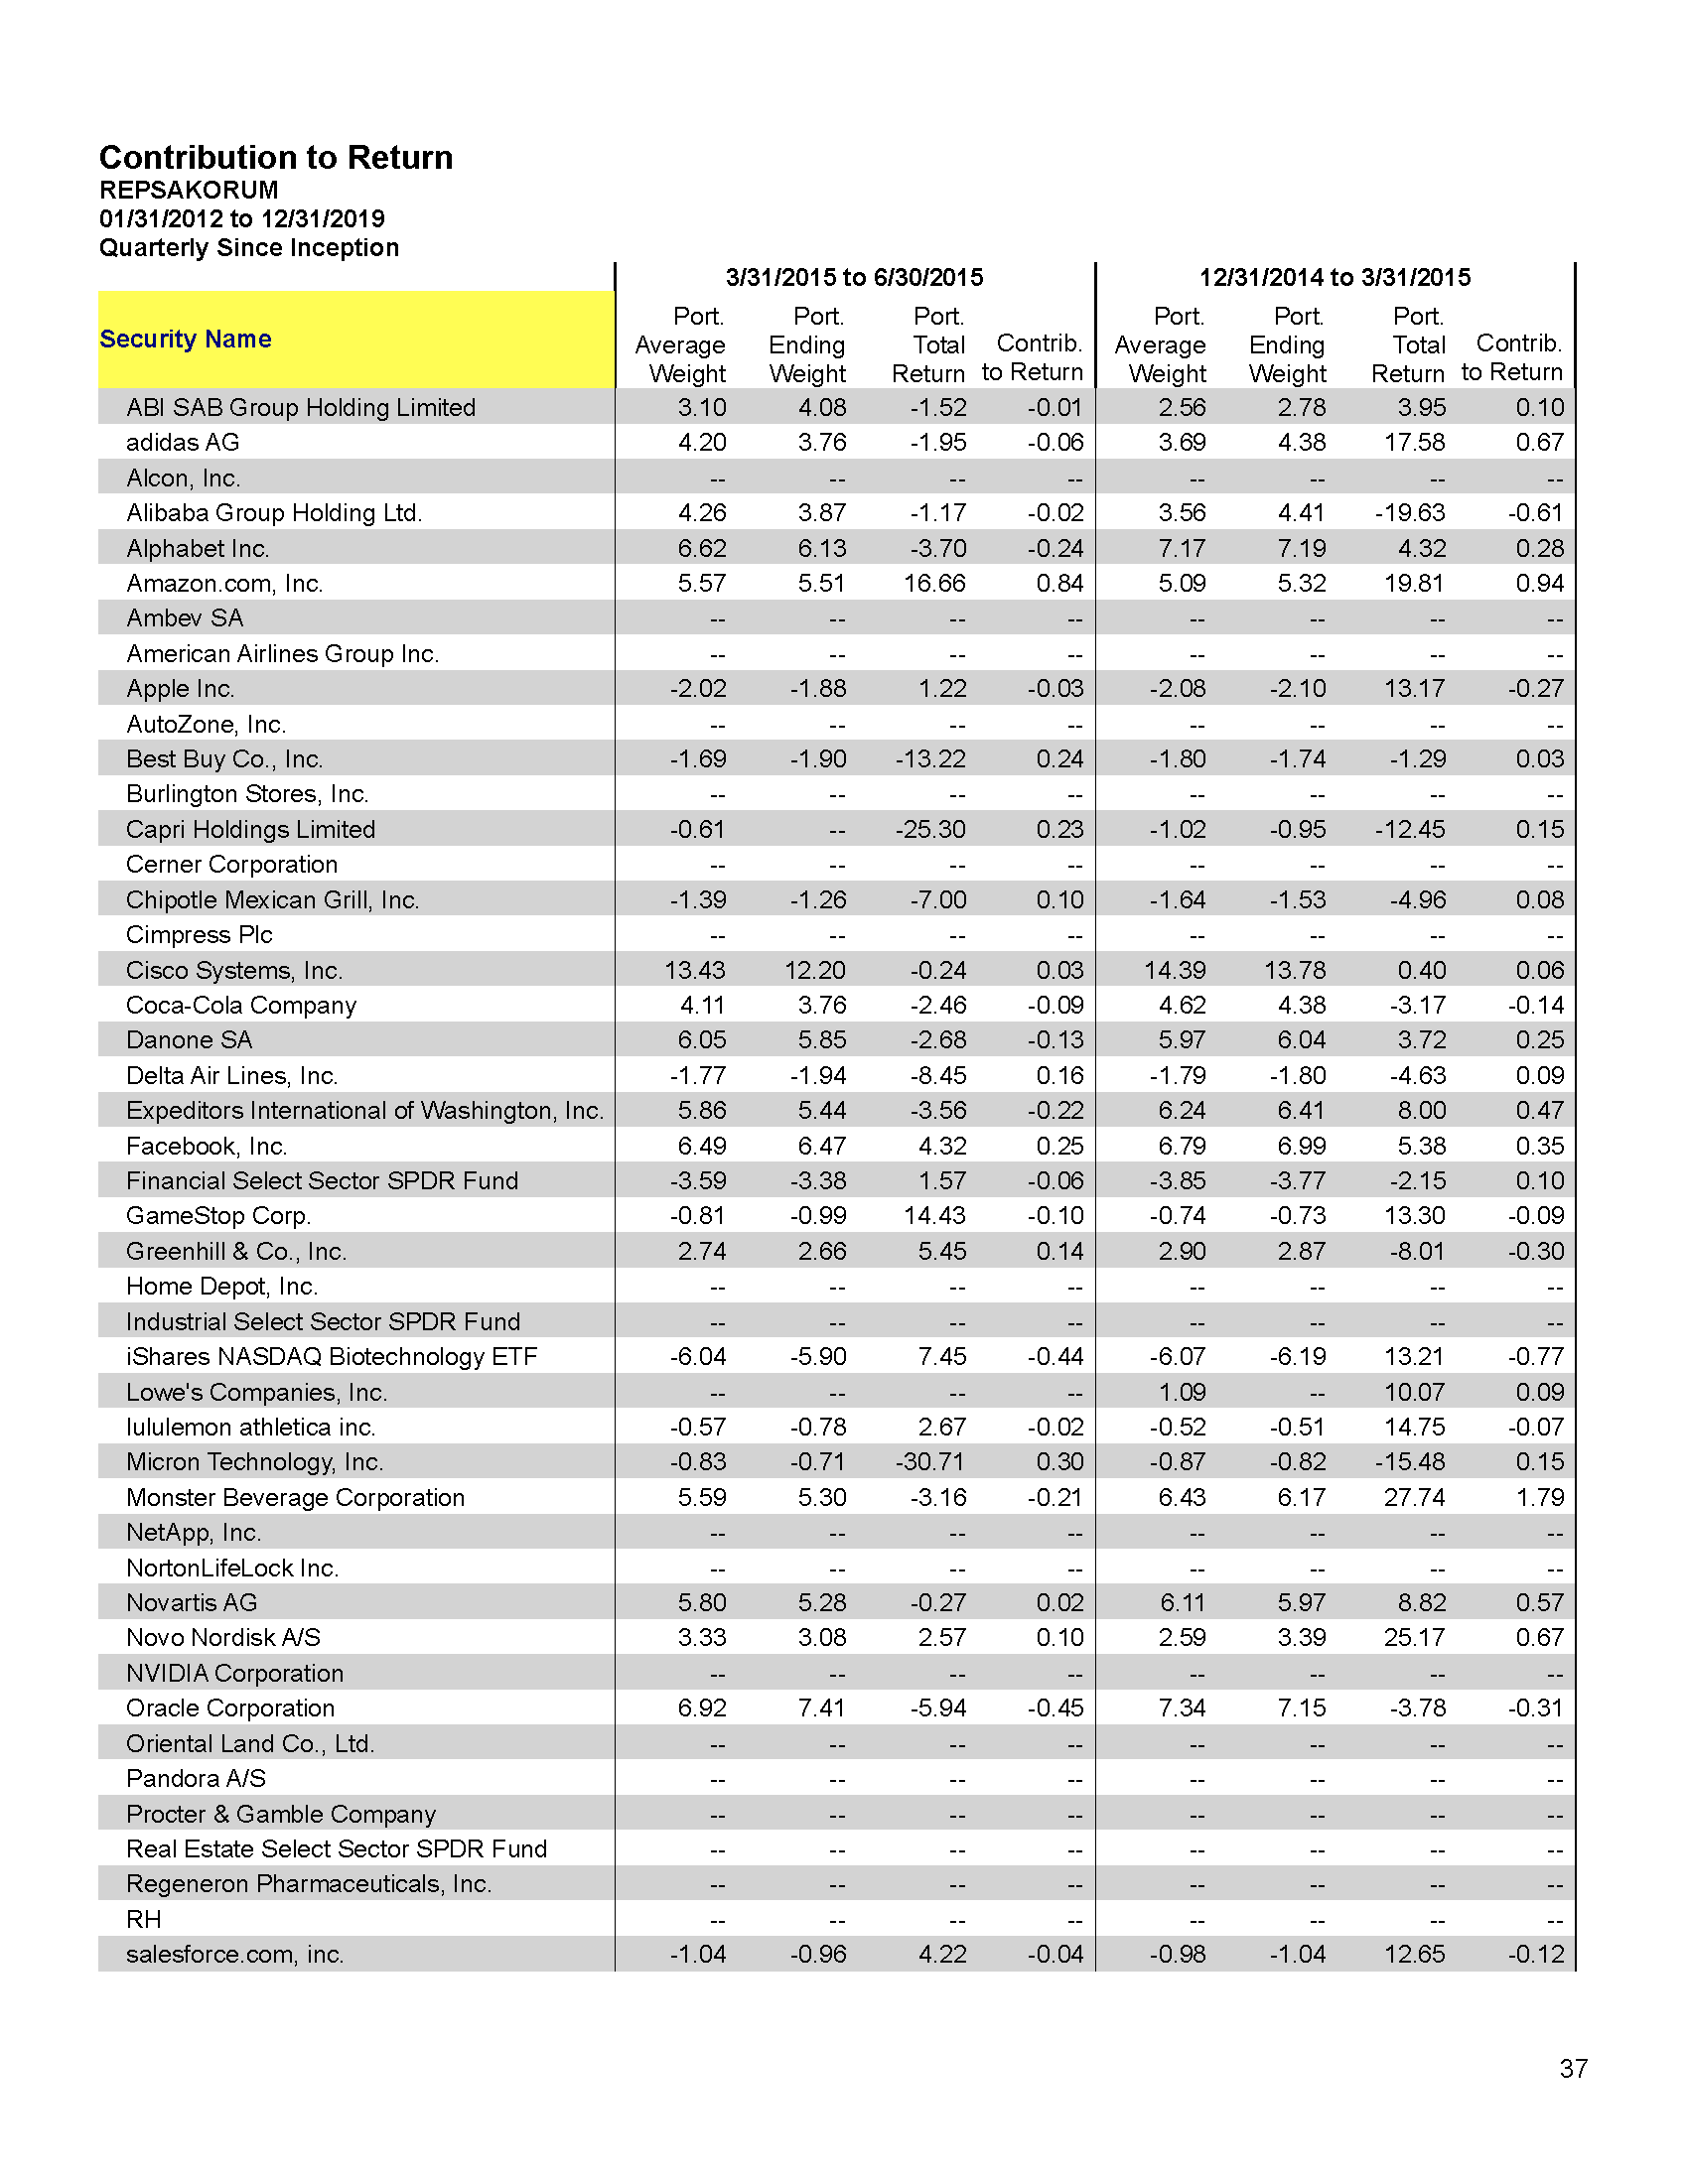 Contribution to Return
REPSAKORUM
01/31/2012 to 12/31/2019
Quarterly Since Inception
3/31/2015 to 6/30/2015 12/31/2014 to 3/31/2015
Security Name Port. Average Weight Port. Ending Weight Port. Total Return Contrib. to Return Port. Average Weight Port. Ending Weight Port. Total Return Contrib. to Return
ABI SAB Group Holding Limited 3.10 4.08 -1.52 -0.01 2.56 2.78 3.95 0.10
adidas AG 4.20 3.76 -1.95 -0.06 3.69 4.38 17.58 0.67
Alcon, Inc. -- -- -- -- -- -- -- --
Alibaba Group Holding Ltd. 4.26 3.87 -1.17 -0.02 3.56 4.41 -19.63 -0.61
Alphabet Inc. 6.62 6.13 -3.70 -0.24 7.17 7.19 4.32 0.28
Amazon.com, Inc. 5.57 5.51 16.66 0.84 5.09 5.32 19.81 0.94
Ambev SA -- -- -- -- -- -- -- --
American Airlines Group Inc. -- -- -- -- -- -- -- --
Apple Inc. -2.02 -1.88 1.22 -0.03 -2.08 -2.10 13.17 -0.27
AutoZone, Inc. -- -- -- -- -- -- -- --
Best Buy Co., Inc. -1.69 -1.90 -13.22 0.24 -1.80 -1.74 -1.29 0.03
Burlington Stores, Inc. -- -- -- -- -- -- -- --
Capri Holdings Limited -0.61 -- -25.30 0.23 -1.02 -0.95 -12.45 0.15
Cerner Corporation -- -- -- -- -- -- -- --
Chipotle Mexican Grill, Inc. -1.39 -1.26 -7.00 0.10 -1.64 -1.53 -4.96 0.08
Cimpress Plc -- -- -- -- -- -- -- --
Cisco Systems, Inc. 13.43 12.20 -0.24 0.03 14.39 13.78 0.40 0.06
Coca-Cola Company 4.11 3.76 -2.46 -0.09 4.62 4.38 -3.17 -0.14
Danone SA 6.05 5.85 -2.68 -0.13 5.97 6.04 3.72 0.25
Delta Air Lines, Inc. -1.77 -1.94 -8.45 0.16 -1.79 -1.80 -4.63 0.09
Expeditors International of Washington, Inc. 5.86 5.44 -3.56 -0.22 6.24 6.41 8.00 0.47
Facebook, Inc. 6.49 6.47 4.32 0.25 6.79 6.99 5.38 0.35
Financial Select Sector SPDR Fund -3.59 -3.38 1.57 -0.06 -3.85 -3.77 -2.15 0.10
GameStop Corp. -0.81 -0.99 14.43 -0.10 -0.74 -0.73 13.30 -0.09
Greenhill & Co., Inc. 2.74 2.66 5.45 0.14 2.90 2.87 -8.01 -0.30
Home Depot, Inc. -- -- -- -- -- -- -- --
Industrial Select Sector SPDR Fund -- -- -- -- -- -- -- --
iShares NASDAQ Biotechnology ETF -6.04 -5.90 7.45 -0.44 -6.07 -6.19 13.21 -0.77
Lowe's Companies, Inc. -- -- -- -- 1.09 -- 10.07 0.09
lululemon athletica inc. -0.57 -0.78 2.67 -0.02 -0.52 -0.51 14.75 -0.07
Micron Technology, Inc. -0.83 -0.71 -30.71 0.30 -0.87 -0.82 -15.48 0.15
Monster Beverage Corporation 5.59 5.30 -3.16 -0.21 6.43 6.17 27.74 1.79
NetApp, Inc. -- -- -- -- -- -- -- --
NortonLifeLock Inc. -- -- -- -- -- -- -- --
Novartis AG 5.80 5.28 -0.27 0.02 6.11 5.97 8.82 0.57
Novo Nordisk A/S 3.33 3.08 2.57 0.10 2.59 3.39 25.17 0.67
NVIDIA Corporation -- -- -- -- -- -- -- --
Oracle Corporation 6.92 7.41 -5.94 -0.45 7.34 7.15 -3.78 -0.31
Oriental Land Co., Ltd. -- -- -- -- -- -- -- --
Pandora A/S -- -- -- -- -- -- -- --
Procter & Gamble Company -- -- -- -- -- -- -- --
Real Estate Select Sector SPDR Fund -- -- -- -- -- -- -- --
Regeneron Pharmaceuticals, Inc. -- -- -- -- -- -- -- --
RH -- -- -- -- -- -- -- --
salesforce.com, inc. -1.04 -0.96 4.22 -0.04 -0.98 -1.04 12.65 -0.12
37